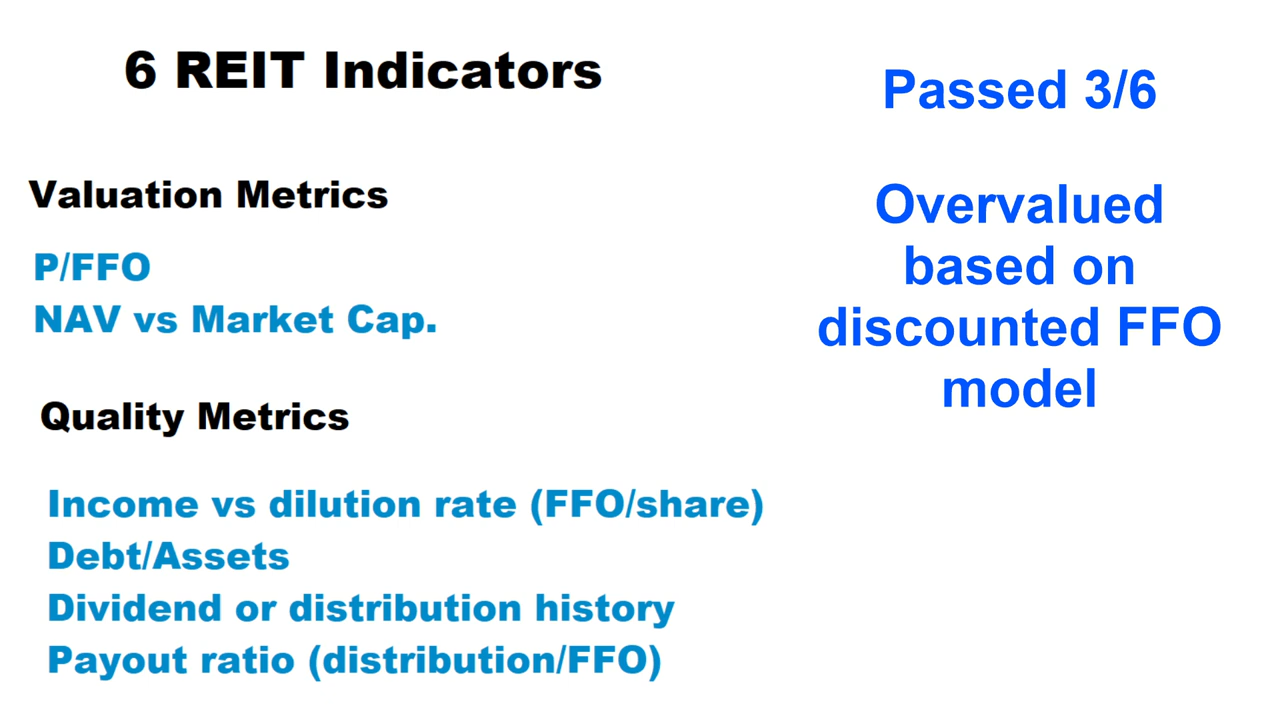 6 REIT Indicators
Valuation Metrics
P/FFO
NAV vs Market Cap.
Quality Metrics
Income vs dilution rate (FFO/share)
Debt/Assets
Dividend or distribution history
Payout ratio (distribution/FFO)
Passed 3/6
Overvalued
based on
discounted FFO
model